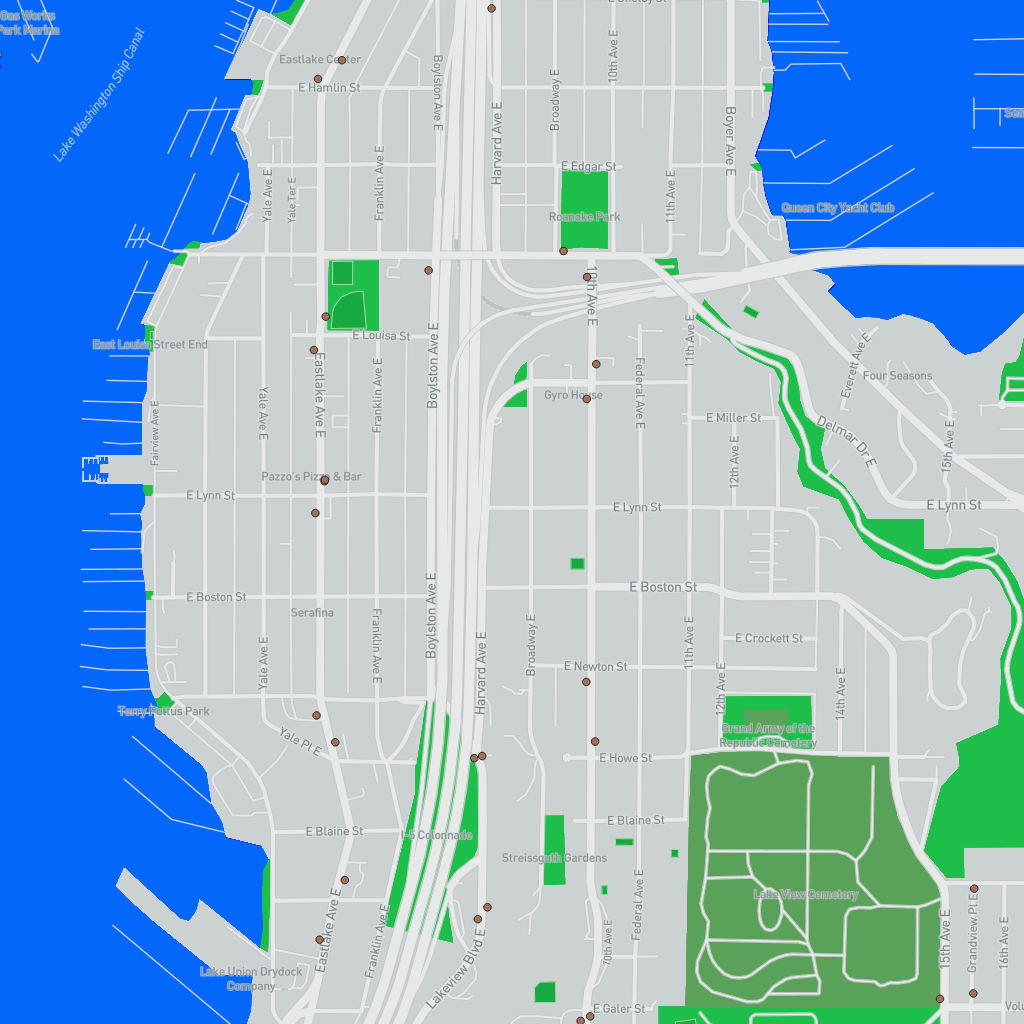 E Shelby St
Gas Works
Park Marina
Lake Washington Ship Canal
Eastlake Center
E Hamlin St
Boylston Ave E
Harvard Ave E
Broadway E
10th Ave E
Boyer Ave E
E Edgar St
Yale Ave E
Yale Ter E
Franklin Ave E
11th Ave E
Roanoke Park
Queen City Yacht Club
10th Ave E
E Louisa St
East Louisa Street End
Boylston Ave E
Eastlake Ave E
Franklin Ave E
Yale Ave E
Fairview Ave E
11th Ave E
Federal Ave E
Gyro House
Everett Ave E
Four Seasons
E Miller St
Delmar Dr E
12th Ave E
15th Ave E
Pazzo's Pizza & Bar
E Lynn St
E Lynn St
E Lynn St
E Boston St
E Boston St
Serafina
Boylston Ave E
Franklin Ave E
Yale Ave E
Harvard Ave E
Broadway E
11th Ave E
E Crockett St
E Newton St
12th Ave E
14th Ave E
Terry Pettus Park
Yale Pl E
Grand Army of the
Republic Cemetery
E Howe St
E Blaine St
E Blaine St
I-5 Colonnade
Streissguth Gardens
Lake View Cemetery
Federal Ave E
Eastlake Ave E
Franklin Ave E
Lakeview Blvd E
10th Ave E
15th Ave E
Grandview Pl E
16th Ave E
Lake Union Drydock
Company
E Galer St